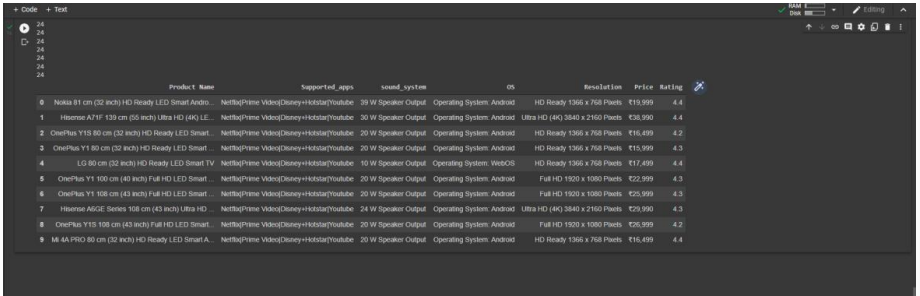 + Code + Text
RAM
Disk
Editing
24
24
24
24
24
24
24
Product Name Supported_apps sound_system OS Resolution Price Rating
0 Nokia 81 cm (32 inch) HD Ready LED Smart Andro... Netflix|Prime Video|Disney+Hotstar|Youtube 39 W Speaker Output Operating System: Android HD Ready 1366 x 768 Pixels ₹19,999 4.4
1 Hisense A71F 139 cm (55 inch) Ultra HD (4K) LE... Netflix|Prime Video|Disney+Hotstar|Youtube 30 W Speaker Output Operating System: Android Ultra HD (4K) 3840 x 2160 Pixels ₹38,990 4.4
2 OnePlus Y1S 80 cm (32 inch) HD Ready LED Smart... Netflix|Prime Video|Disney+Hotstar|Youtube 20 W Speaker Output Operating System: Android HD Ready 1366 x 768 Pixels ₹16,499 4.2
3 OnePlus Y1 80 cm (32 inch) HD Ready LED Smart ... Netflix|Prime Video|Disney+Hotstar|Youtube 20 W Speaker Output Operating System: Android HD Ready 1366 x 768 Pixels ₹15,999 4.3
4 LG 80 cm (32 inch) HD Ready LED Smart TV Netflix|Prime Video|Disney+Hotstar|Youtube 10 W Speaker Output Operating System: WebOS HD Ready 1366 x 768 Pixels ₹17,499 4.4
5 OnePlus Y1 100 cm (40 inch) Full HD LED Smart ... Netflix|Prime Video|Disney+Hotstar|Youtube 20 W Speaker Output Operating System: Android Full HD 1920 x 1080 Pixels ₹22,999 4.3
6 OnePlus Y1 108 cm (43 inch) Full HD LED Smart ... Netflix|Prime Video|Disney+Hotstar|Youtube 20 W Speaker Output Operating System: Android Full HD 1920 x 1080 Pixels ₹25,999 4.3
7 Hisense A6GE Series 108 cm (43 inch) Ultra HD ... Netflix|Prime Video|Disney+Hotstar|Youtube 24 W Speaker Output Operating System: Android Ultra HD (4K) 3840 x 2160 Pixels ₹29,990 4.3
8 OnePlus Y1S 108 cm (43 inch) Full HD LED Smart... Netflix|Prime Video|Disney+Hotstar|Youtube 20 W Speaker Output Operating System: Android Full HD 1920 x 1080 Pixels ₹26,999 4.2
9 Mi 4A PRO 80 cm (32 inch) HD Ready LED Smart A... Netflix|Prime Video|Disney+Hotstar|Youtube 20 W Speaker Output Operating System: Android HD Ready 1366 x 768 Pixels ₹16,499 4.4